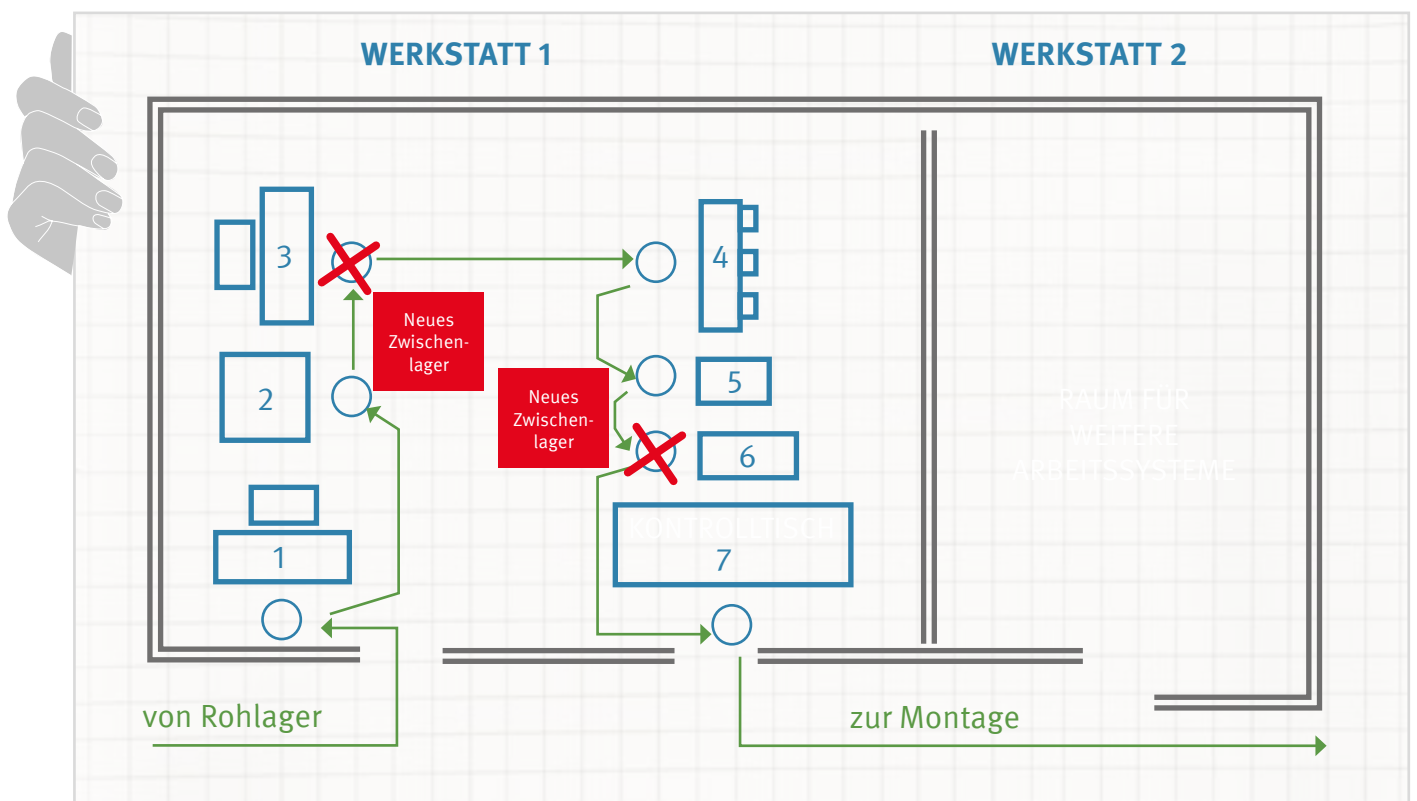 WERKSTATT 1
WERKSTATT 2
3
4
Neues
Zwischen-
lager
2
5
Neues
Zwischen-
lager
6
RAUM FÜR
WEITERE
ARBEITSSYSTEME
1
KONTROLLTISCH
7
von Rohlager
zur Montage